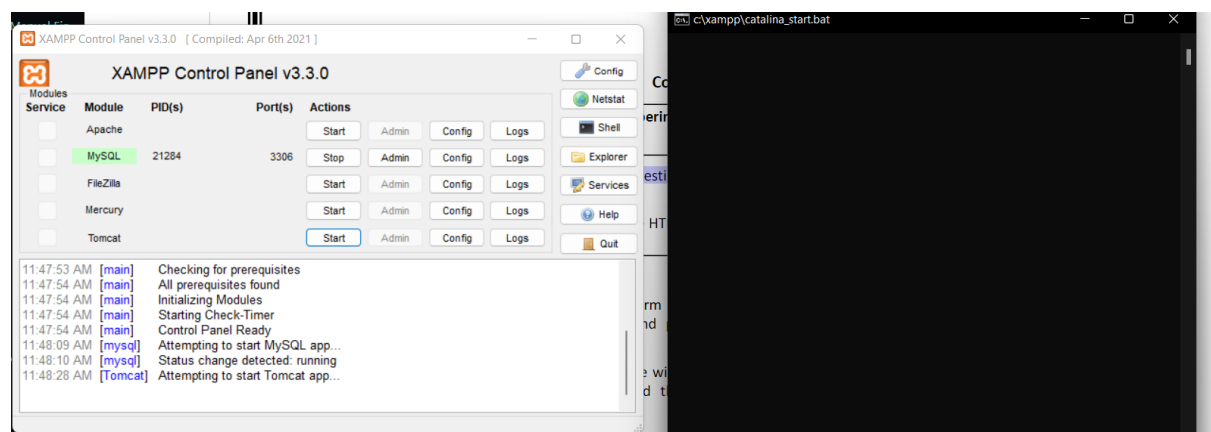 XAMPP Control Panel v3.3.0 [ Compiled: Apr 6th 2021 ]
XAMPP Control Panel v3.3.0
Config
Modules
Service Module PID(s) Port(s) Actions
Netstat
Apache Start Admin Config Logs
Shell
MySQL 21284 3306 Stop Admin Config Logs
Explorer
FileZilla Start Admin Config Logs
Services
Mercury Start Admin Config Logs
Help
Tomcat Start Admin Config Logs
Quit
11:47:53 AM [main] Checking for prerequisites
11:47:54 AM [main] All prerequisites found
11:47:54 AM [main] Initializing Modules
11:47:54 AM [main] Starting Check-Timer
11:47:54 AM [main] Control Panel Ready
11:48:09 AM [mysql] Attempting to start MySQL app...
11:48:10 AM [mysql] Status change detected: running
11:48:28 AM [Tomcat] Attempting to start Tomcat app...
c:\xampp\catalina_start.bat